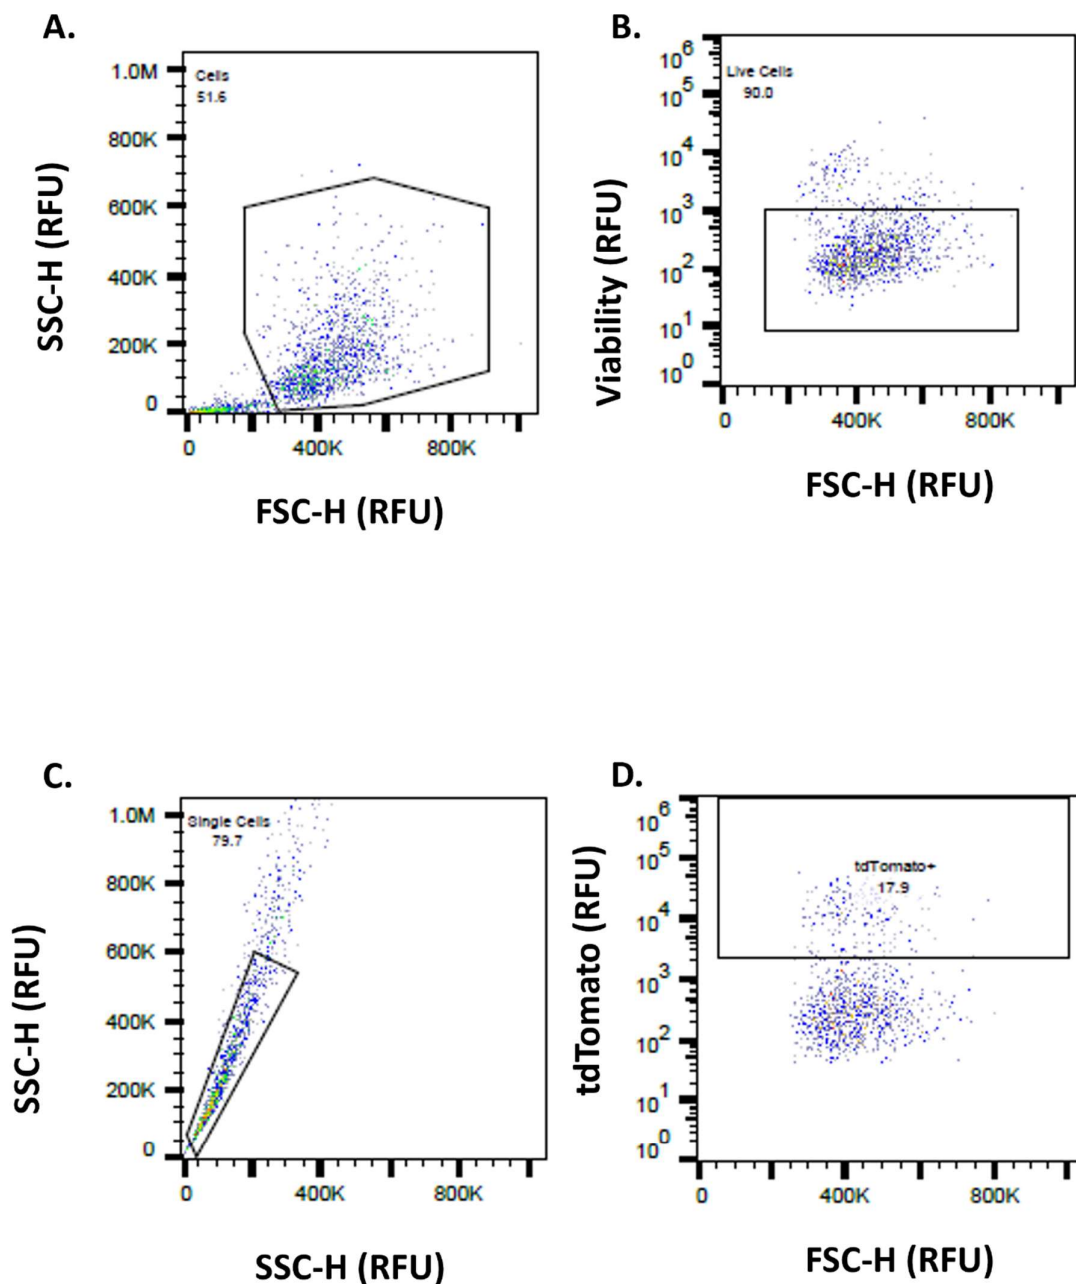 A.
SSC-H (RFU)
1.0M
800K
600K
400K
200K
0
Cells
51.6
0 400K 800K
FSC-H (RFU)
B.
Viability (RFU)
10^6
10^5
10^4
10^3
10^2
10^1
10^0
Live Cells
90.0
0 400K 800K
FSC-H (RFU)
C.
SSC-H (RFU)
1.0M
800K
600K
400K
200K
0
Single Cells
79.7
0 400K 800K
SSC-H (RFU)
D.
tdTomato (RFU)
10^6
10^5
10^4
10^3
10^2
10^1
10^0
tdTomato+
17.9
0 400K 800K
FSC-H (RFU)